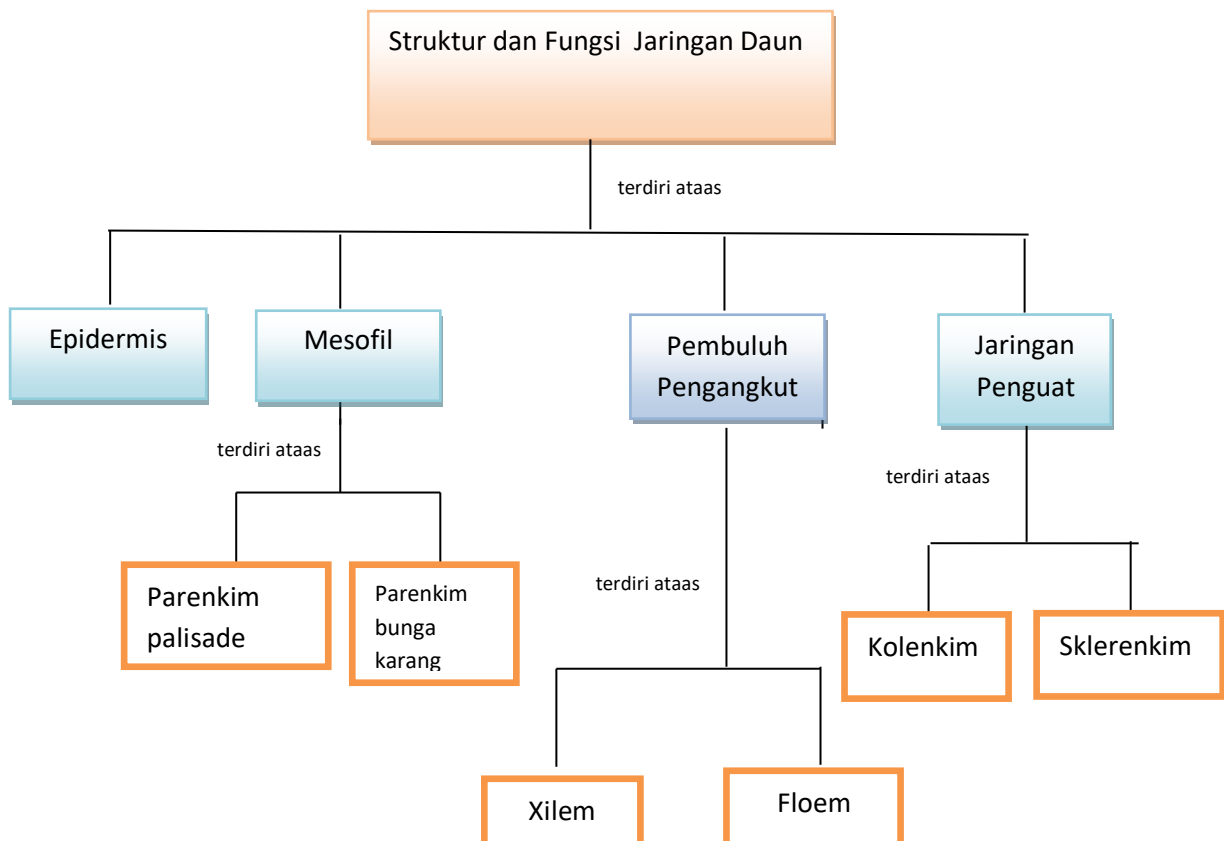 Struktur dan Fungsi Jaringan Daun
terdiri ataas
Epidermis
Mesofil
Pembuluh
Pengangkut
Jaringan
Penguat
terdiri ataas
terdiri ataas
terdiri ataas
Parenkim
palisade
Parenkim
bunga
karang
Kolenkim
Sklerenkim
Xilem
Floem